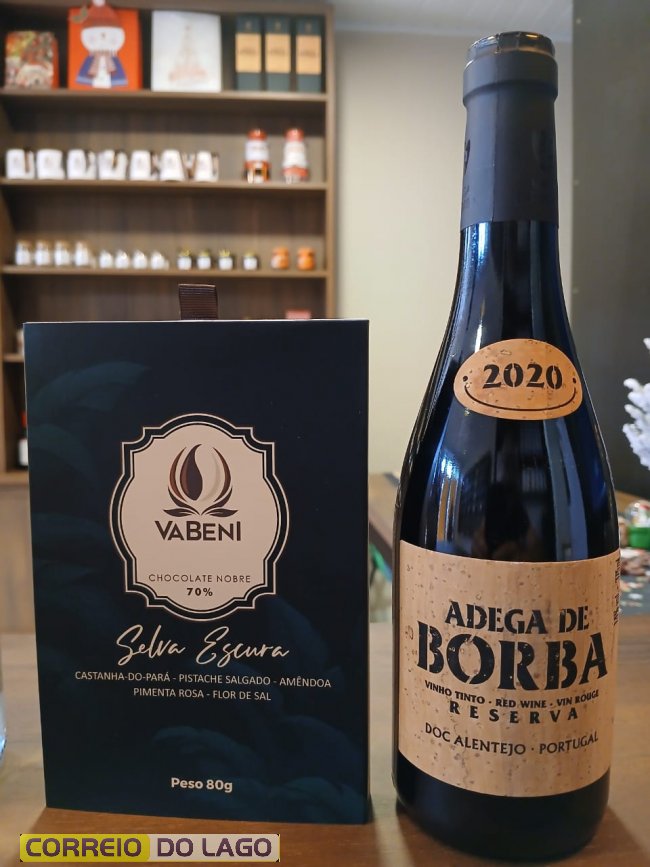 VABENI
CHOCOLATE NOBRE
70%
Selva Escura
CASTANHA-DO-PARÁ - PISTACHE SALGADO - AMÊNDOA
PIMENTA ROSA - FLOR DE SAL
Peso 80g
2020
ADEGA DE
BORBA
VINHO TINTO · RED WINE · VIN ROUGE
RESERVA
DOC ALENTEJO · PORTUGAL
CORREIO DO LAGO